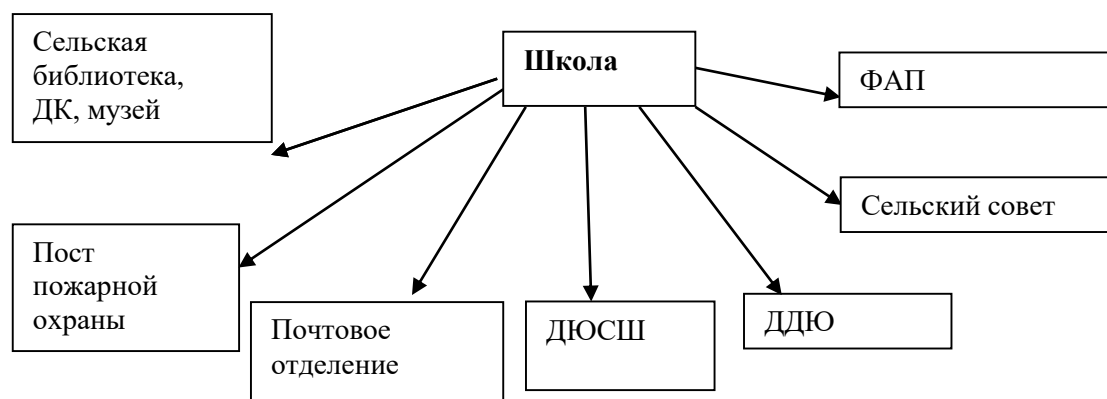 Сельская
библиотека,
ДК, музей
Школа
ФАП
Сельский совет
Пост
пожарной
охраны
Почтовое
отделение
ДЮСШ
ДДЮ